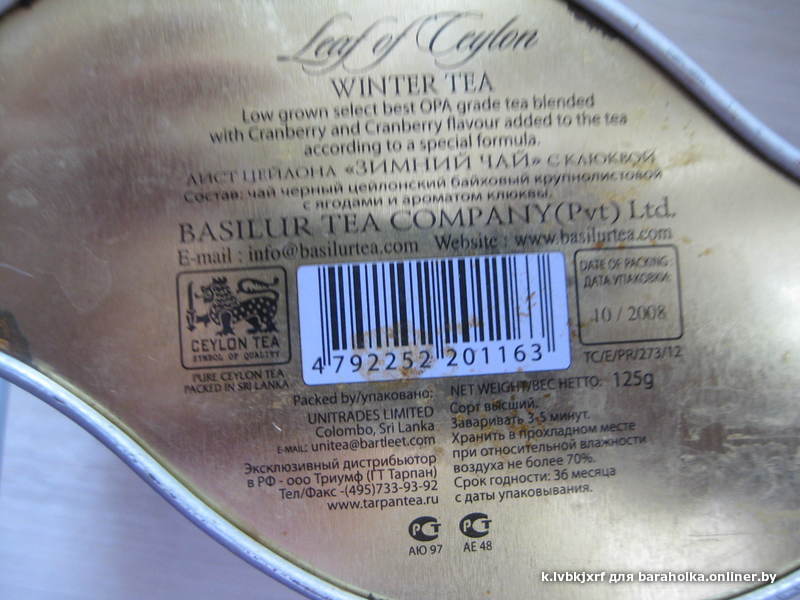 Leaf of Ceylon
WINTER TEA
Low grown select best OPA grade tea blended
with Cranberry and Cranberry flavour added to the tea
according to a special formula.
ЛИСТ ЦЕЙЛОНА «ЗИМНИЙ ЧАЙ» С КЛЮКВОЙ
Состав: чай черный цейлонский байховый крупнолистовой
с ягодами и ароматом клюквы.
BASILUR TEA COMPANY(Pvt) Ltd.
E-mail : info@basilurtea.com Website : www.basilurtea.com
CEYLON TEA
SYMBOL OF QUALITY
PURE CEYLON TEA
PACKED IN SRI LANKA
4 792252 201163
DATE OF PACKING:
ДАТА УПАКОВКИ:
10 / 2008
TC/E/PR/273/12
Packed by/упаковано:
UNITRADES LIMITED
Colombo, Sri Lanka
E-MAIL: unitea@bartleet.com
Эксклюзивный дистрибьютор
в РФ - ооо Триумф (ГТ Тарпан)
Тел/Факс -(495)733-93-92
www.tarpantea.ru
NET WEIGHT/ВЕС НЕТТО: 125g
Сорт высший.
Заваривать 3-5 минут.
Хранить в прохладном месте
при относительной влажности
воздуха не более 70%.
Срок годности: 36 месяца
с даты упаковывания.
РСТ
АЮ 97
РСТ
АЕ 48
k.lvbkjxrf для baraholka.onliner.by